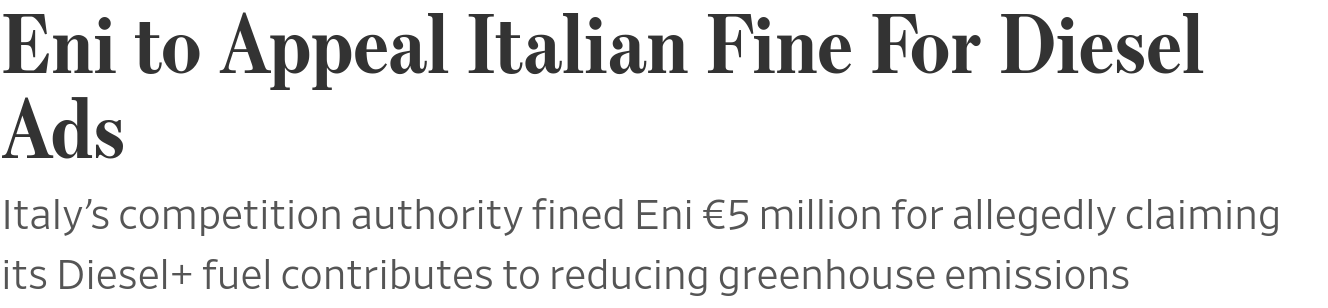 Eni to Appeal Italian Fine For Diesel
Ads
Italy’s competition authority fined Eni €5 million for allegedly claiming
its Diesel+ fuel contributes to reducing greenhouse emissions